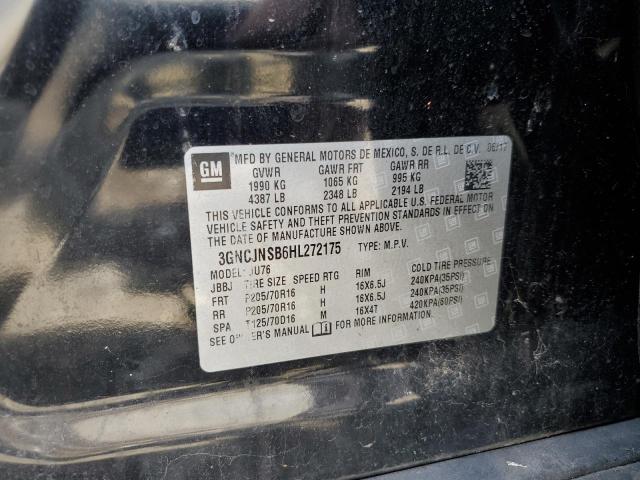 GM MFD BY GENERAL MOTORS DE MEXICO, S. DE R.L. DE C.V. 06/17
GVWR GAWR FRT GAWR RR
1990 KG 1065 KG 995 KG
4387 LB 2348 LB 2194 LB
THIS VEHICLE CONFORMS TO ALL APPLICABLE U.S. FEDERAL MOTOR
VEHICLE SAFETY AND THEFT PREVENTION STANDARDS IN EFFECT ON
THE DATE OF MANUFACTURE SHOWN ABOVE.
3GNCJNSB6HL272175 TYPE: M.P.V.
MODEL: JU76
JBBJ TIRE SIZE SPEED RTG RIM COLD TIRE PRESSURE
FRT P205/70R16 H 16X6.5J 240KPA(35PSI)
RR P205/70R16 H 16X6.5J 240KPA(35PSI)
SPA T125/70D16 M 16X4T 420KPA(60PSI)
SEE OWNER'S MANUAL FOR MORE INFORMATION.